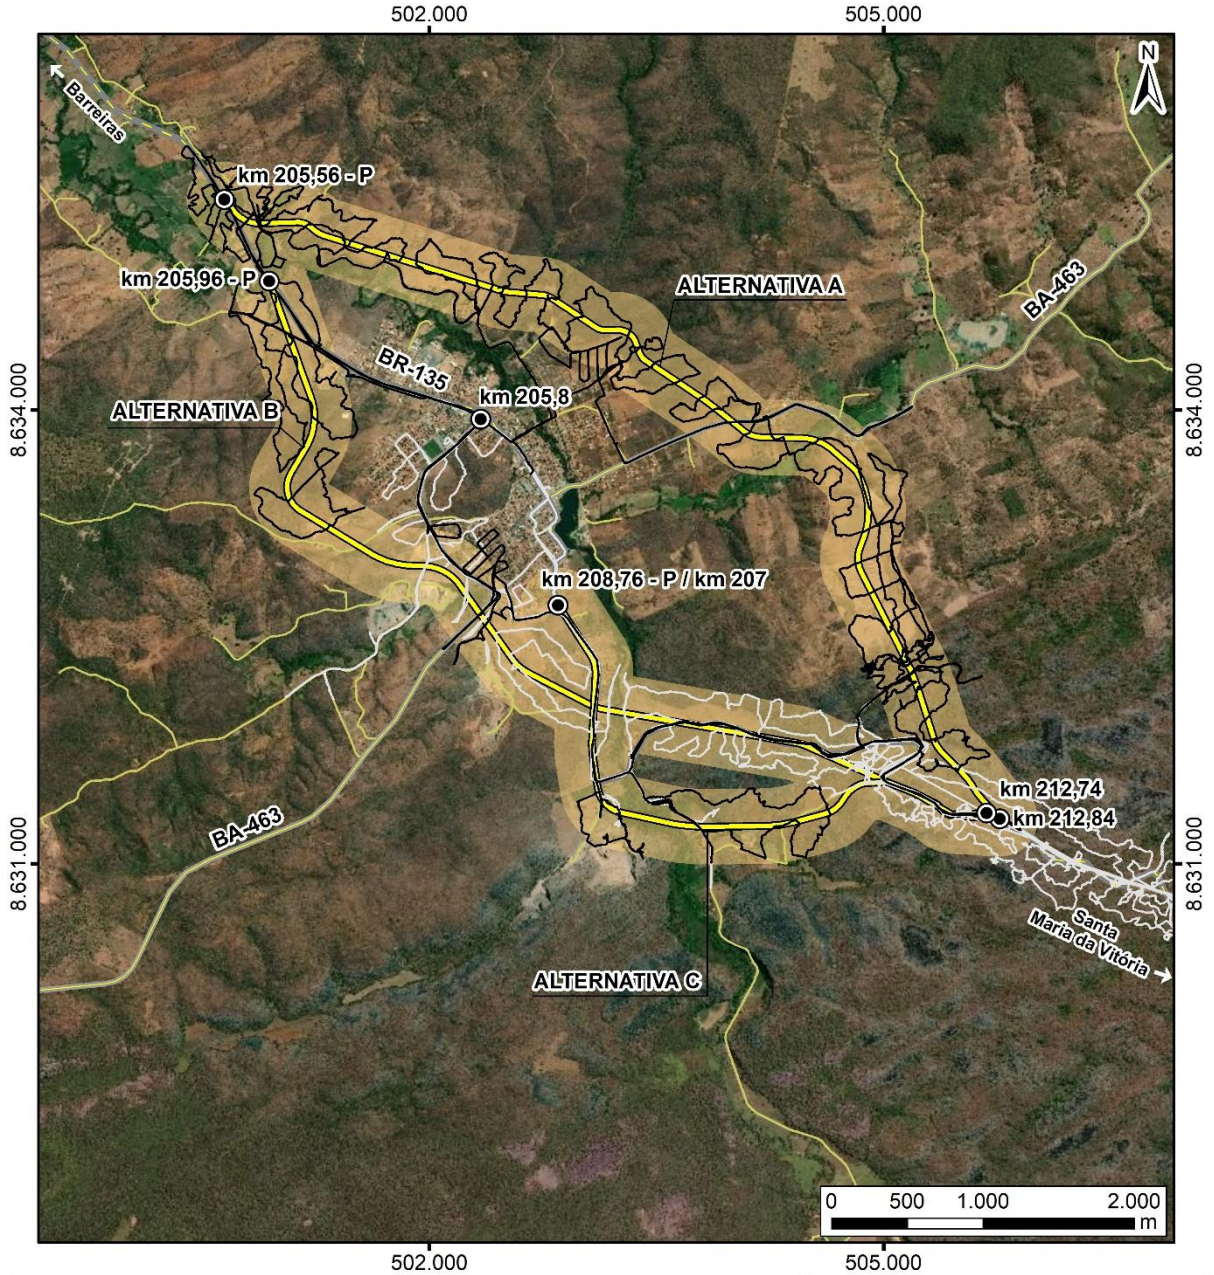 502.000
505.000
N
Barreiras
km 205,56 - P
km 205,96 - P
ALTERNATIVA A
BA-463
BR-135
km 205,8
8.634.000
8.634.000
ALTERNATIVA B
km 208,76 - P / km 207
km 212,74
km 212,84
BA-463
8.631.000
8.631.000
Santa
Maria da Vitória
ALTERNATIVA C
0 500 1.000 2.000
m
502.000
505.000